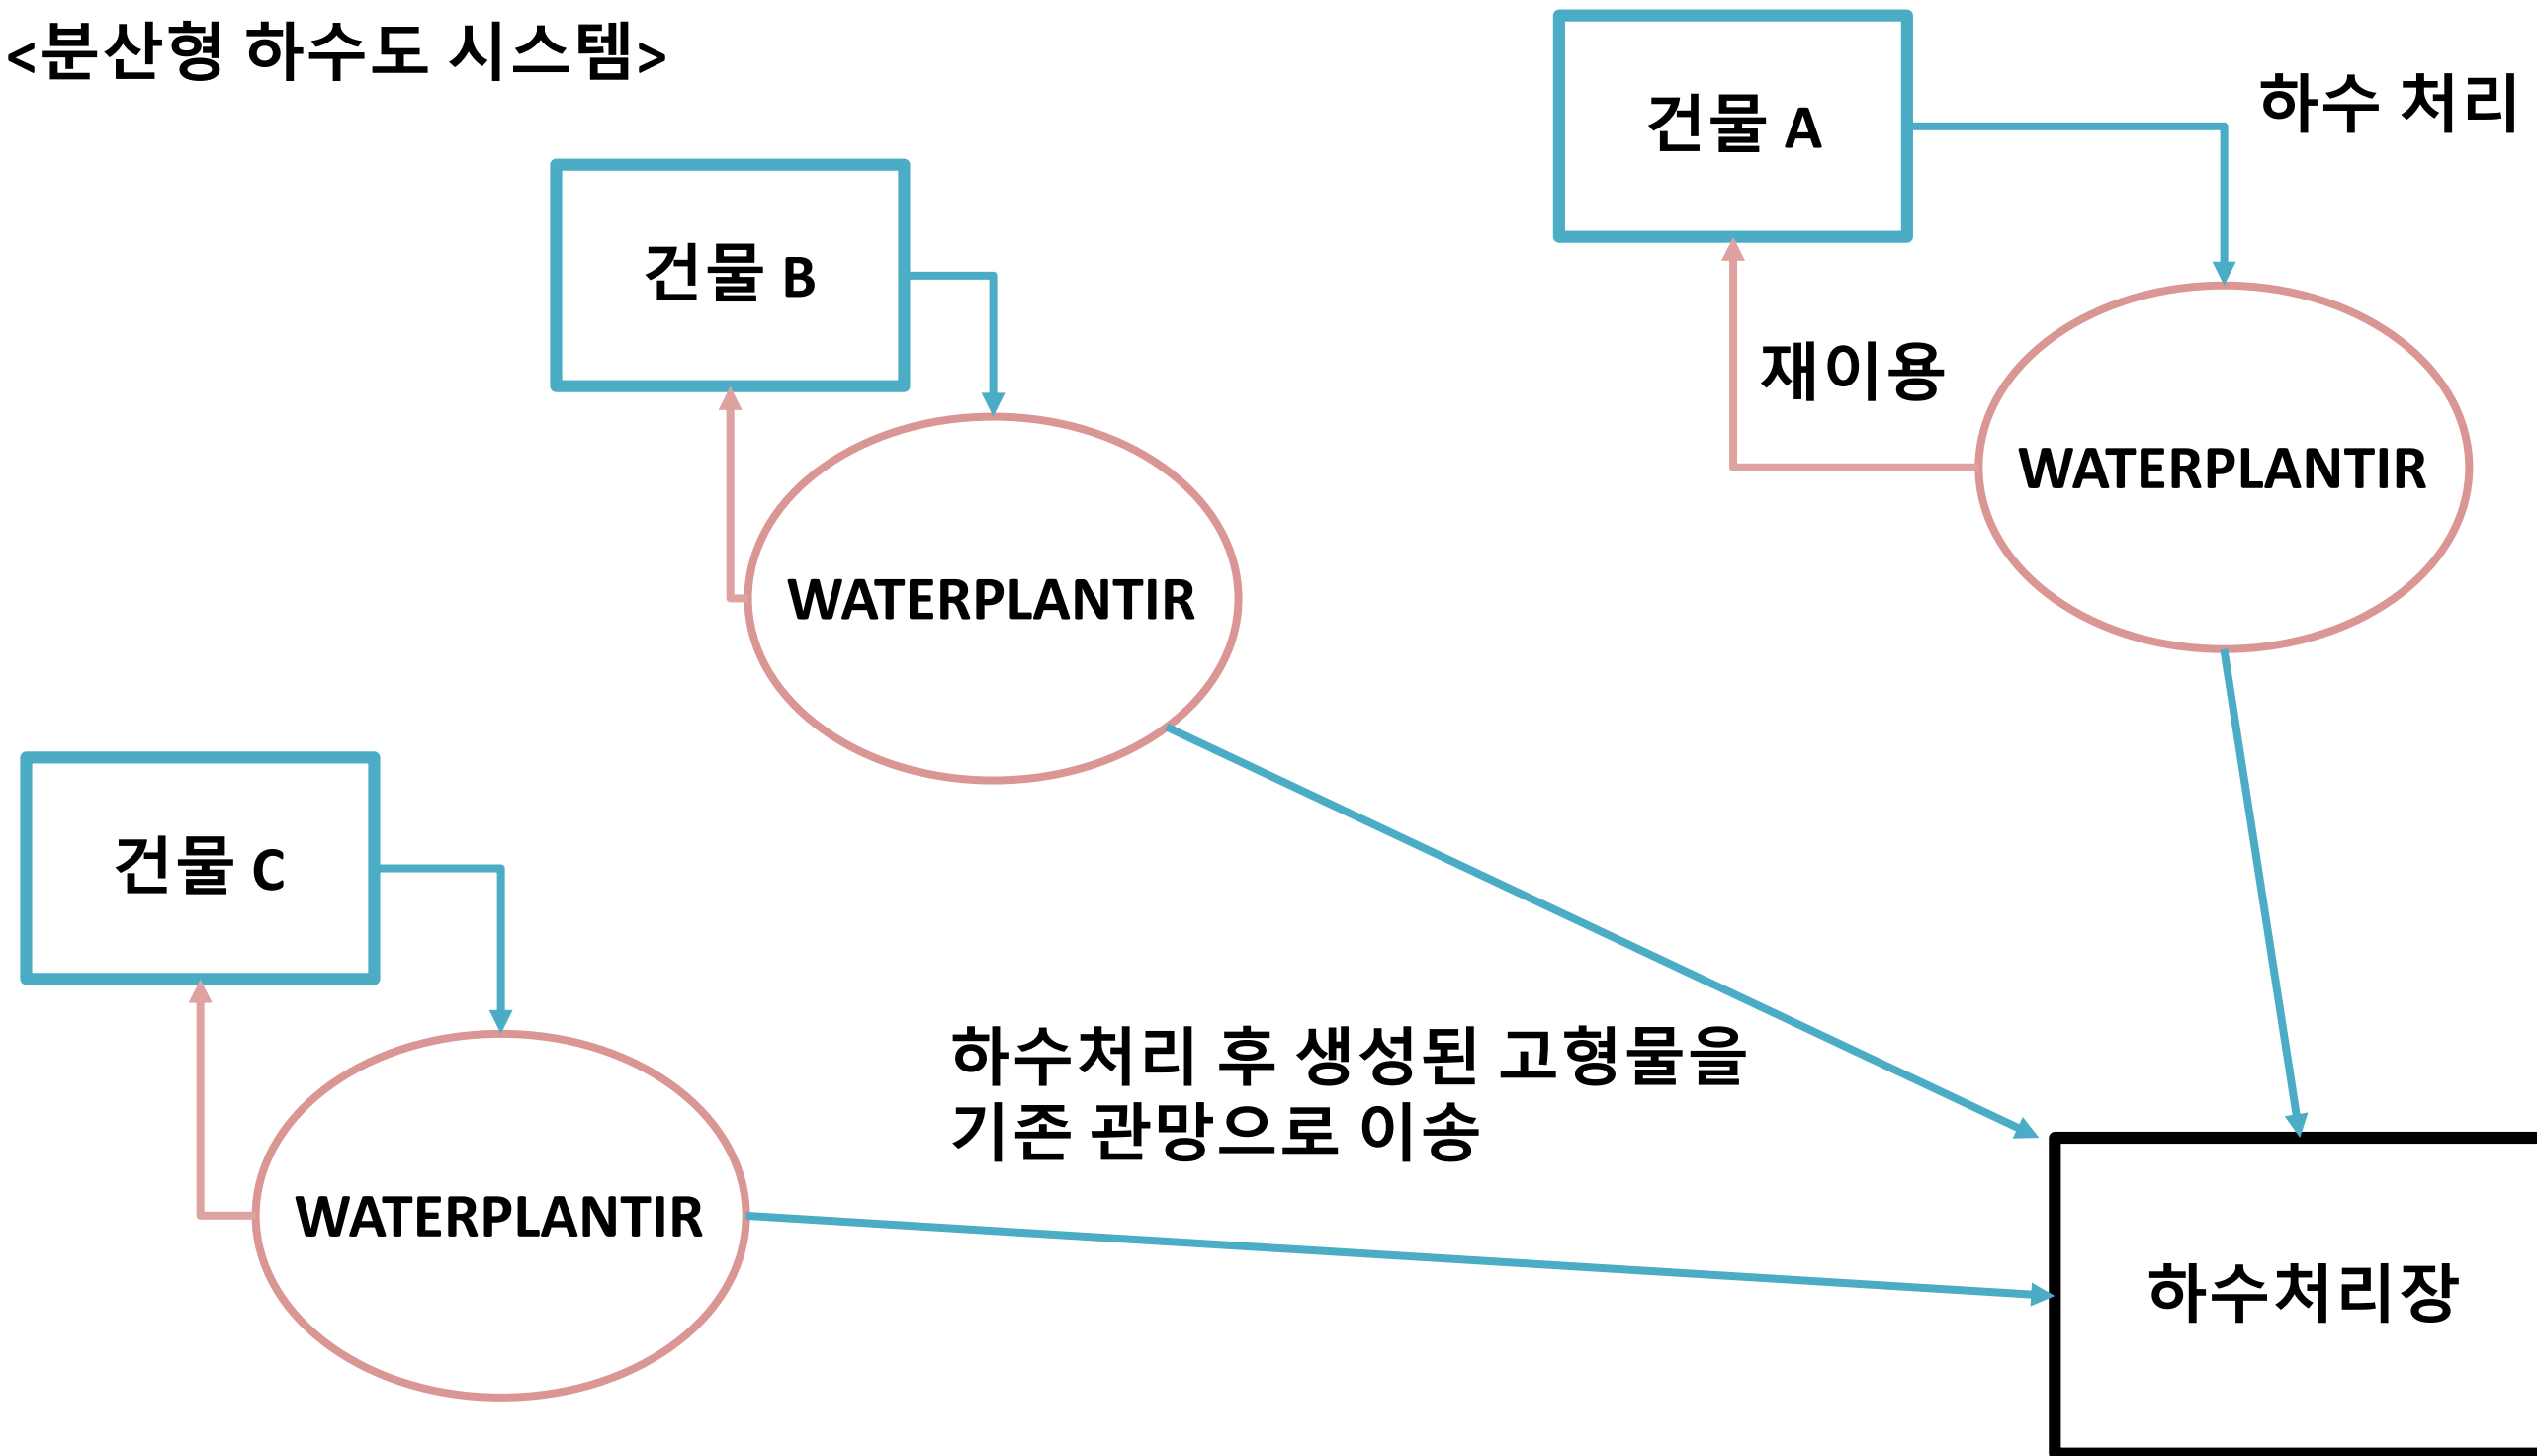 <분산형 하수도 시스템>
건물 A
하수 처리
건물 B
재이용
WATERPLANTIR
WATERPLANTIR
건물 C
하수처리 후 생성된 고형물을
기존 관망으로 이송
WATERPLANTIR
하수처리장